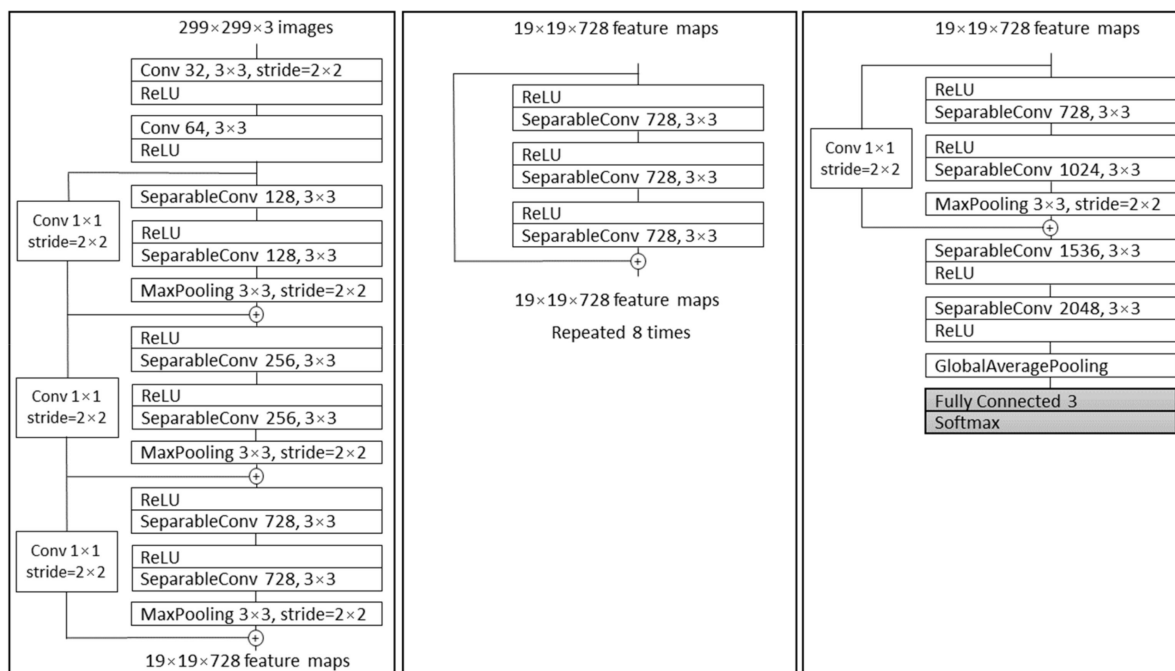 299×299×3 images
Conv 32, 3×3, stride=2×2
ReLU
Conv 64, 3×3
ReLU
Conv 1×1
stride=2×2
SeparableConv 128, 3×3
ReLU
SeparableConv 128, 3×3
MaxPooling 3×3, stride=2×2
Conv 1×1
stride=2×2
ReLU
SeparableConv 256, 3×3
ReLU
SeparableConv 256, 3×3
MaxPooling 3×3, stride=2×2
Conv 1×1
stride=2×2
ReLU
SeparableConv 728, 3×3
ReLU
SeparableConv 728, 3×3
MaxPooling 3×3, stride=2×2
19×19×728 feature maps
19×19×728 feature maps
ReLU
SeparableConv 728, 3×3
ReLU
SeparableConv 728, 3×3
ReLU
SeparableConv 728, 3×3
19×19×728 feature maps
Repeated 8 times
19×19×728 feature maps
Conv 1×1
stride=2×2
ReLU
SeparableConv 728, 3×3
ReLU
SeparableConv 1024, 3×3
MaxPooling 3×3, stride=2×2
SeparableConv 1536, 3×3
ReLU
SeparableConv 2048, 3×3
ReLU
GlobalAveragePooling
Fully Connected 3
Softmax